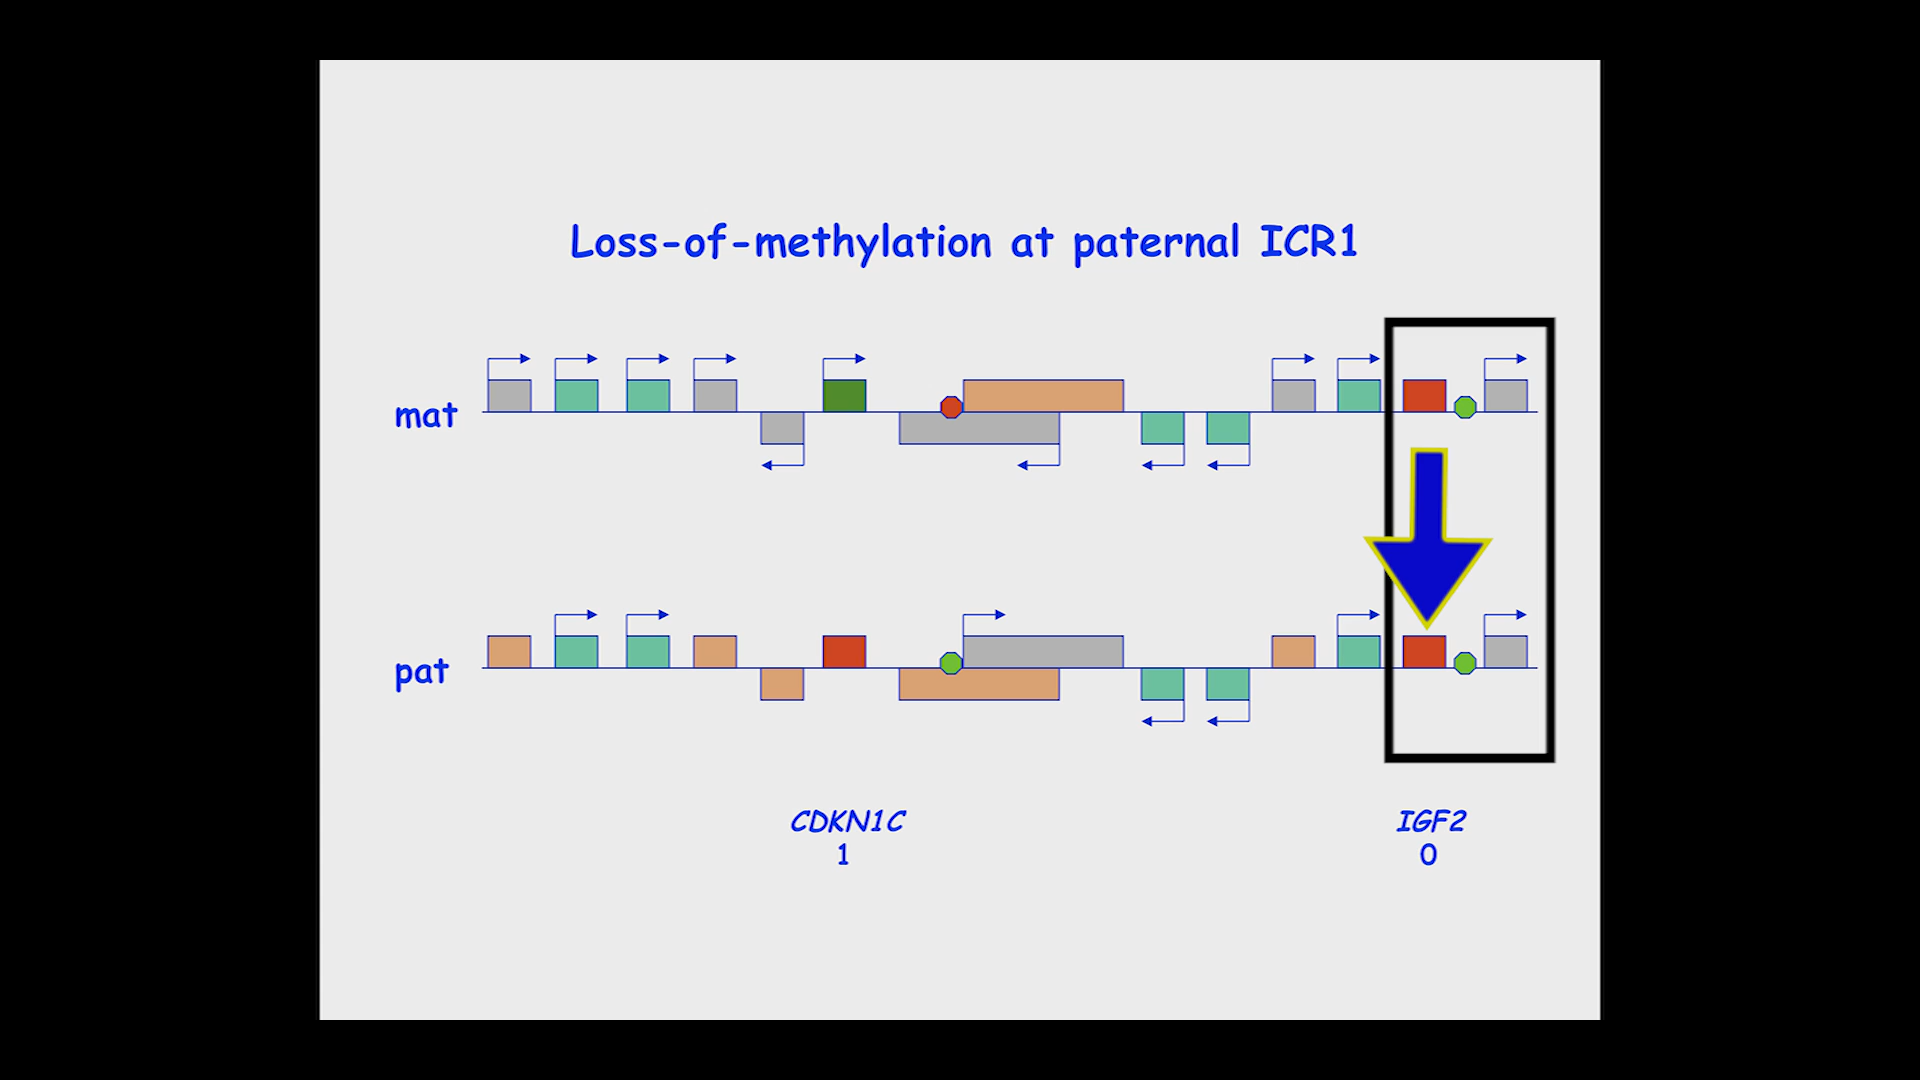 Loss-of-methylation at paternal ICR1
mat
pat
CDKN1C
1
IGF2
0